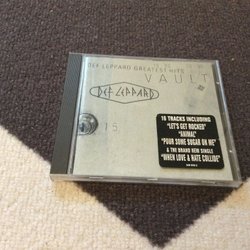 DEF LEPPARD GREATEST HITS
VAULT
DEF LEPPARD
16 TRACKS INCLUDING
"LET'S GET ROCKED"
"ANIMAL"
"POUR SOME SUGAR ON ME"
& THE BRAND NEW SINGLE
"WHEN LOVE & HATE COLLIDE"